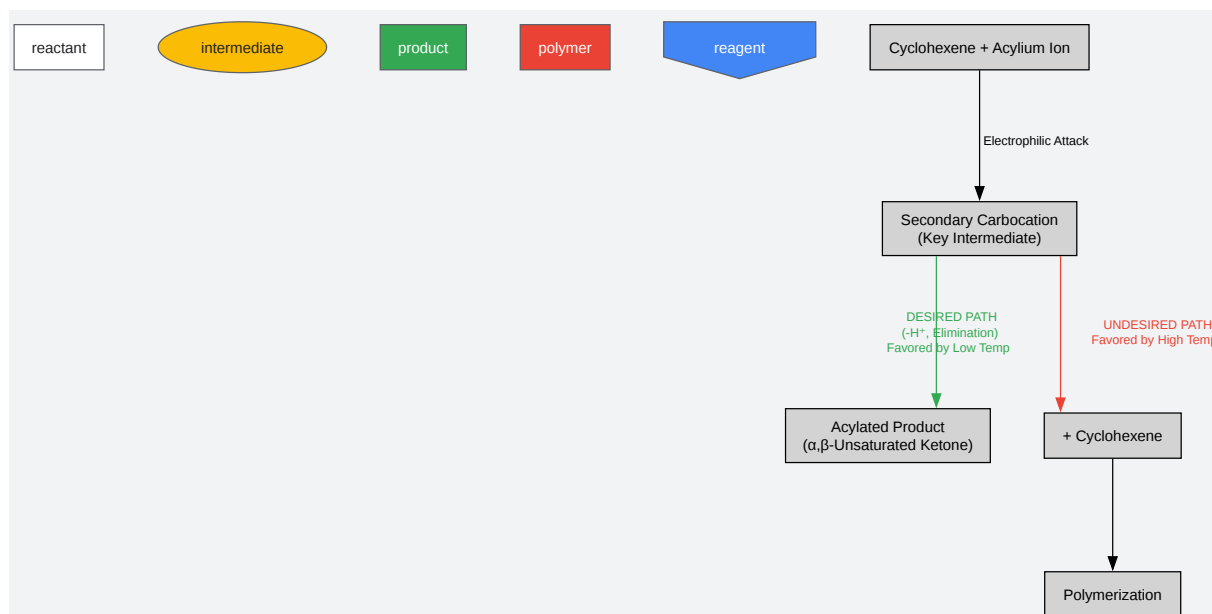 reactant
intermediate
product
polymer
reagent
Cyclohexene + Acylium Ion
Electrophilic Attack
Secondary Carbocation
(Key Intermediate)
DESIRED PATH
(-H⁺, Elimination)
Favored by Low Temp
UNDESIRED PATH
Favored by High Temp
Acylated Product
(α,β-Unsaturated Ketone)
+ Cyclohexene
Polymerization